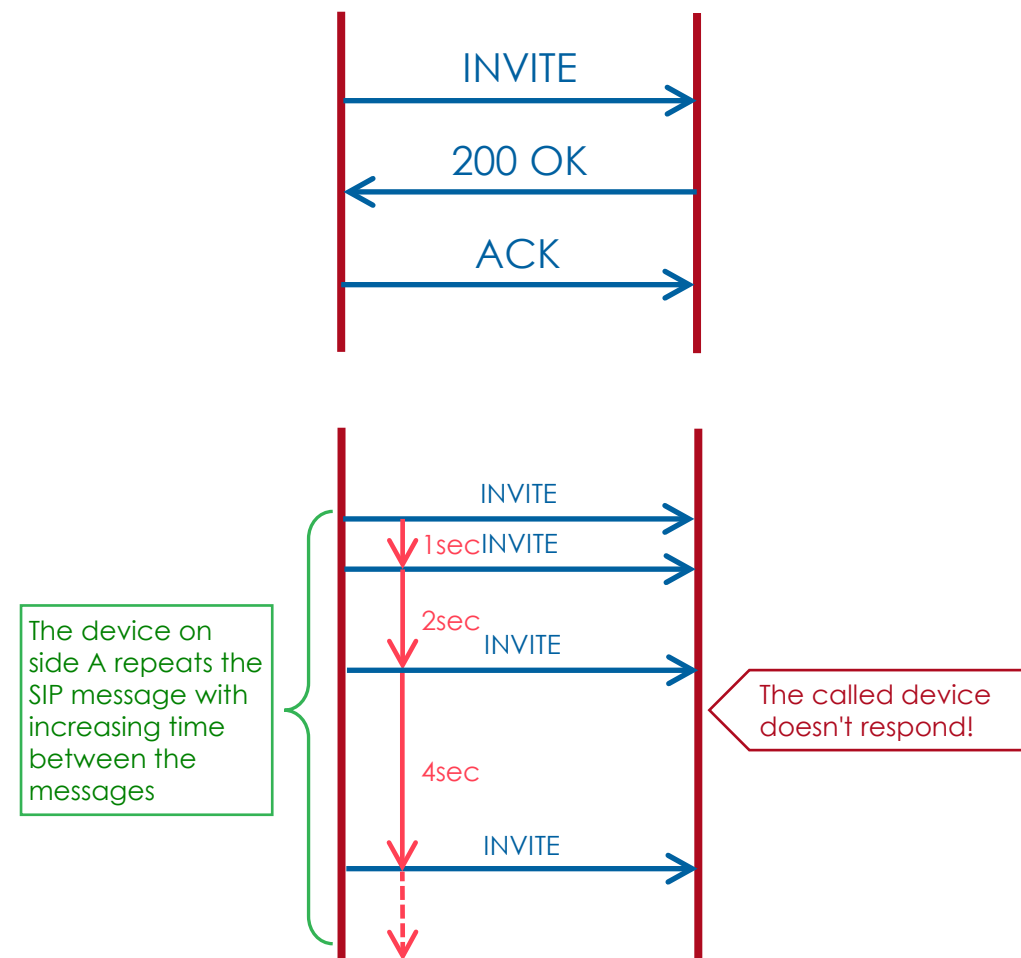 INVITE
200 OK
ACK
INVITE
1sec
INVITE
2sec
INVITE
The device on
side A repeats the
SIP message with
increasing time
between the
messages
The called device
doesn't respond!
4sec
INVITE